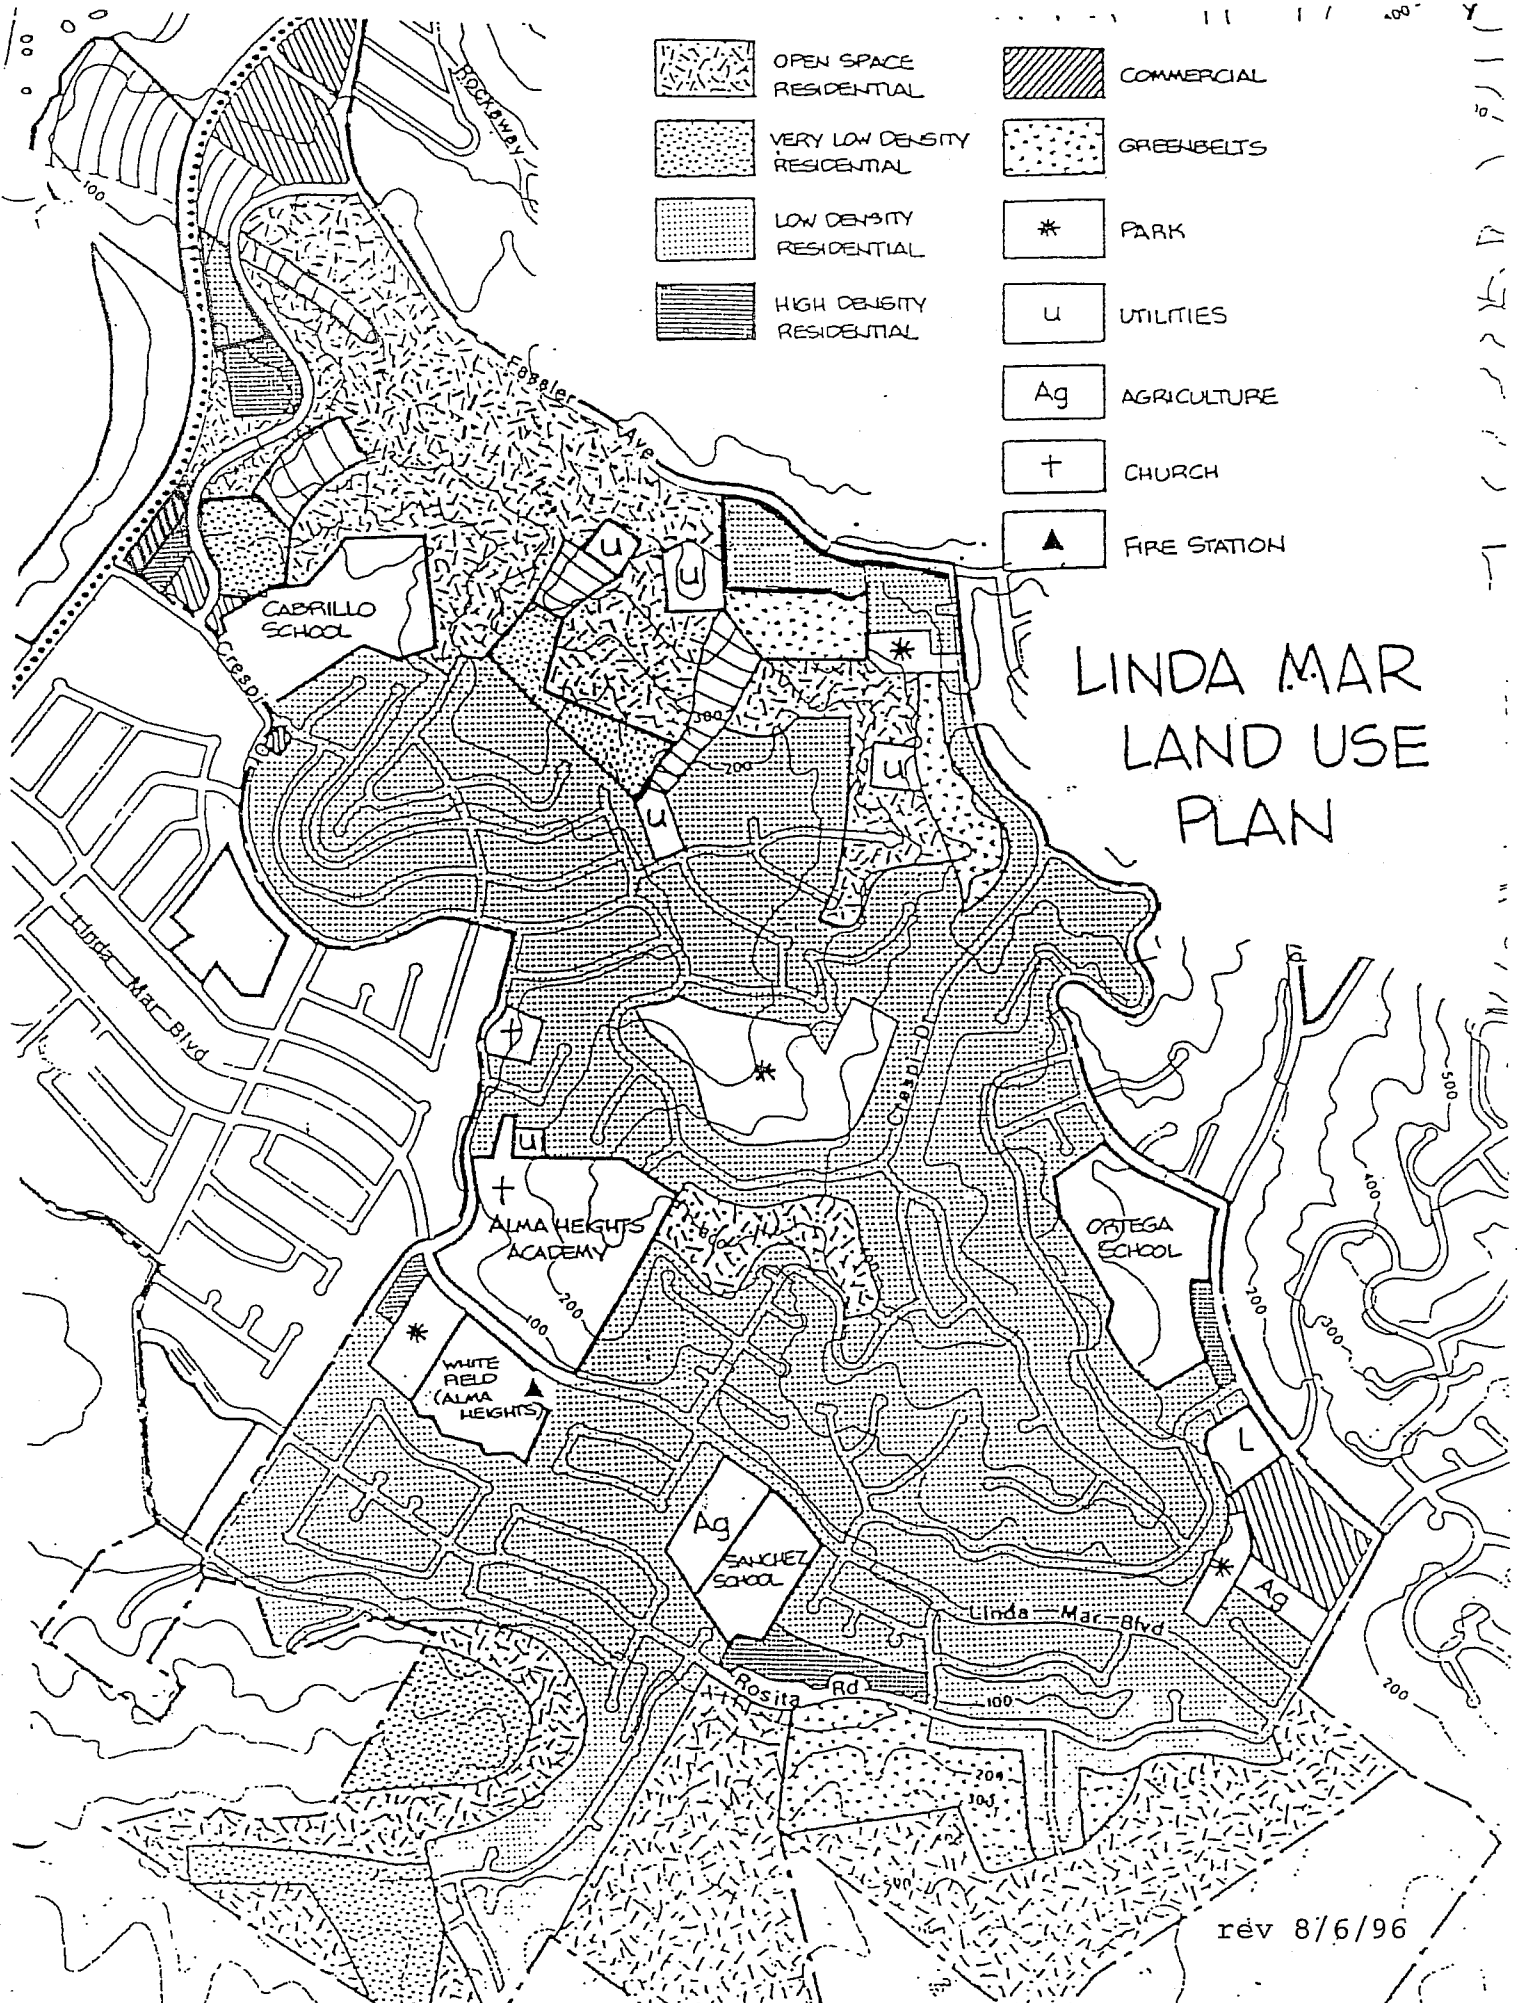 OPEN SPACE
RESIDENTIAL
VERY LOW DENSITY
RESIDENTIAL
LOW DENSITY
RESIDENTIAL
HIGH DENSITY
RESIDENTIAL
COMMERCIAL
GREENBELTS
PARK
U
UTILITIES
Ag
AGRICULTURE
CHURCH
FIRE STATION
LINDA MAR
LAND USE
PLAN
400
ROCKAWAY
100
Fassler Ave
U
U
CABRILLO
SCHOOL
Crespi
300
200
U
U
Linda Mar Blvd
500
Crespi Dr
U
400
ALMA HEIGHTS
ACADEMY
ORTEGA
SCHOOL
200
100
200
300
WHITE
FIELD
(ALMA
HEIGHTS)
L
Ag
SANCHEZ
SCHOOL
Ag
Linda Mar Blvd
Rosita Rd
100
200
200
rev 8/6/96